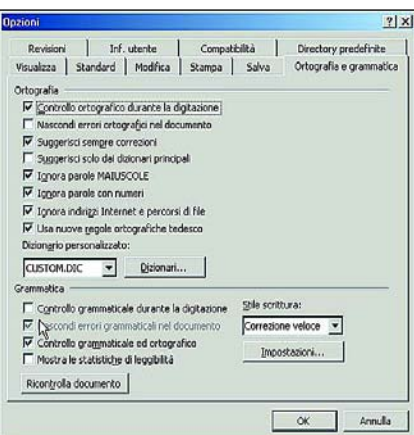 Opzioni
Revisioni Inf. utente Compatibilità Directory predefinite
Visualizza Standard Modifica Stampa Salva Ortografia e grammatica
Ortografia
Controllo ortografico durante la digitazione
Nascondi errori ortografici nel documento
Suggerisci sempre correzioni
Suggerisci solo dai dizionari principali
Ignora parole MAIUSCOLE
Ignora parole con numeri
Ignora indirizzi Internet e percorsi di file
Usa nuove regole ortografiche tedesco
Dizionario personalizzato:
CUSTOM.DIC Dizionari...
Grammatica
Controllo grammaticale durante la digitazione Stile scrittura:
Nascondi errori grammaticali nel documento Correzione veloce
Controllo grammaticale ed ortografico Impostazioni...
Mostra le statistiche di leggibilità
Ricontrolla documento
OK Annulla